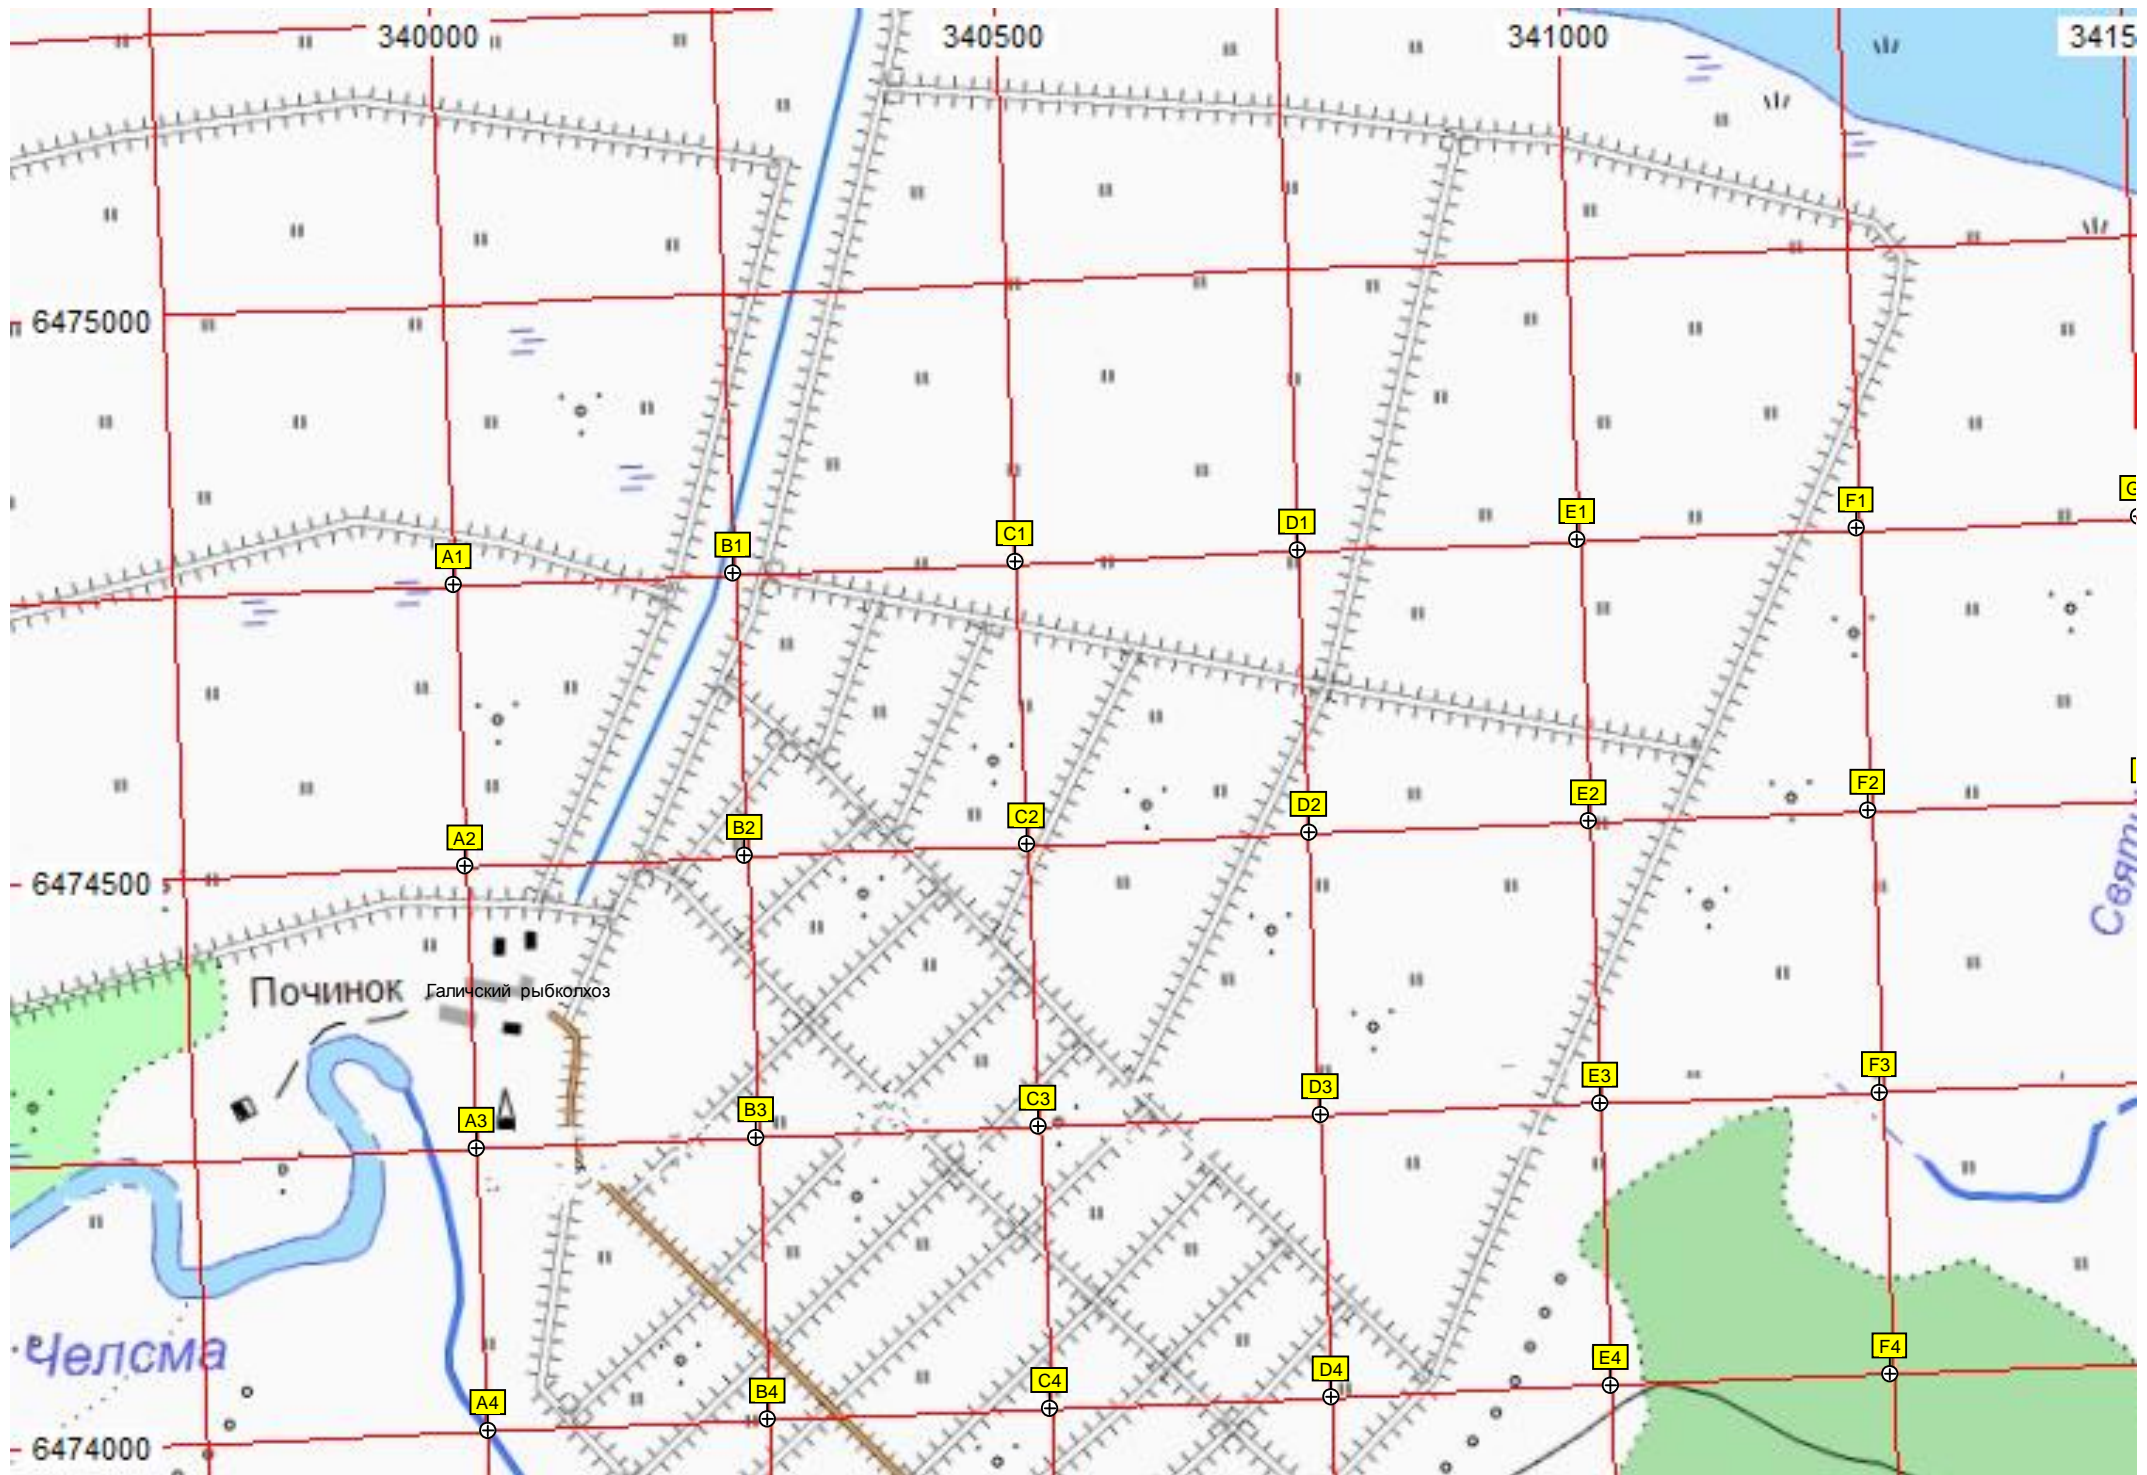 340000 340500 341000 3415
6475000
F1
G
E1
D1
C1
B1
A1
F2
E2
D2
C2
B2
A2
6474500
Святи
Починок Галичский рыбколхоз
F3
E3
D3
C3
B3
A3
Челсма
F4
E4
D4
C4
B4
A4
6474000